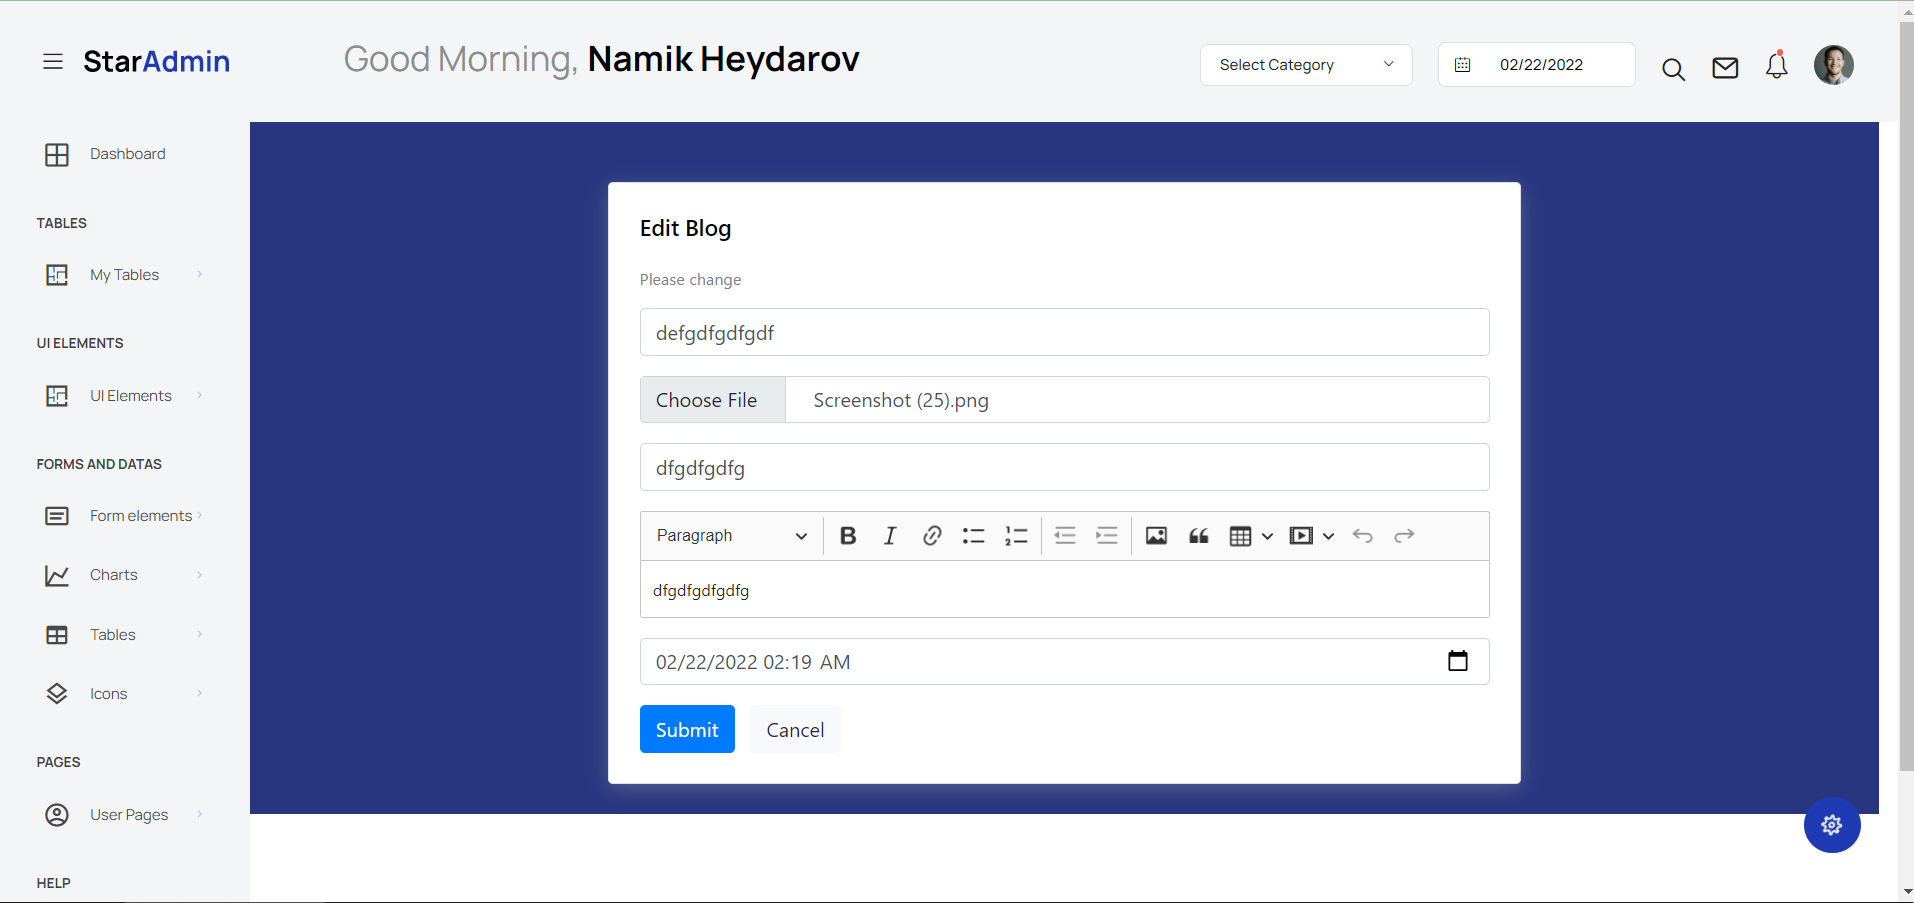 StarAdmin
Good Morning, Namik Heydarov
Select Category
02/22/2022
Dashboard
TABLES
My Tables
UI ELEMENTS
UI Elements
FORMS AND DATAS
Form elements
Charts
Tables
Icons
PAGES
User Pages
HELP
Edit Blog
Please change
defgdfgdfgdf
Choose File Screenshot (25).png
dfgdfgdfg
Paragraph
dfgdfgdfgdfg
02/22/2022 02:19 AM
Submit Cancel